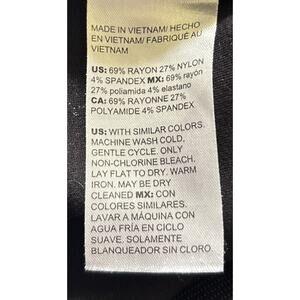 MADE IN VIETNAM/ HECHO
EN VIETNAM/ FABRIQUÉ AU
VIETNAM
US: 69% RAYON 27% NYLON
4% SPANDEX MX: 69% rayón
27% poliamida 4% elastano
CA: 69% RAYONNE 27%
POLYAMIDE 4% SPANDEX
US: WITH SIMILAR COLORS.
MACHINE WASH COLD,
GENTLE CYCLE. ONLY
NON-CHLORINE BLEACH.
LAY FLAT TO DRY. WARM
IRON. MAY BE DRY
CLEANED MX: CON
COLORES SIMILARES.
LAVAR A MÁQUINA CON
AGUA FRÍA EN CICLO
SUAVE. SOLAMENTE
BLANQUEADOR SIN CLORO.